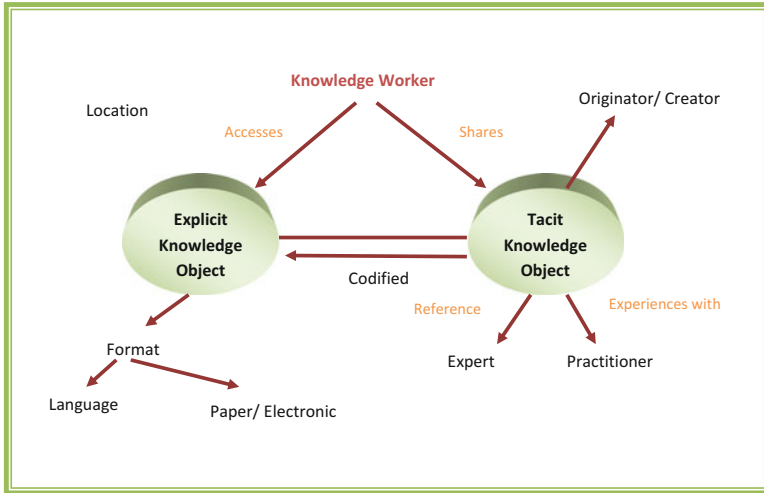 Knowledge Worker
Originator/ Creator
Location
Accesses
Shares
Explicit
Knowledge
Object
Tacit
Knowledge
Object
Codified
Reference
Experiences with
Format
Expert
Practitioner
Language
Paper/ Electronic